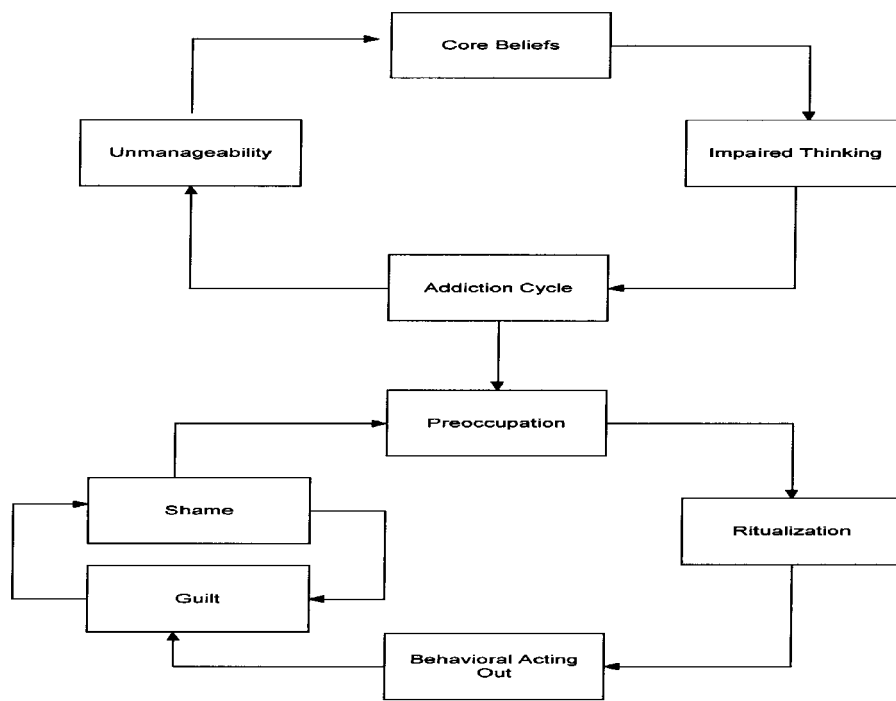 Core Beliefs
Unmanageability
Impaired Thinking
Addiction Cycle
Preoccupation
Shame
Ritualization
Guilt
Behavioral Acting
Out